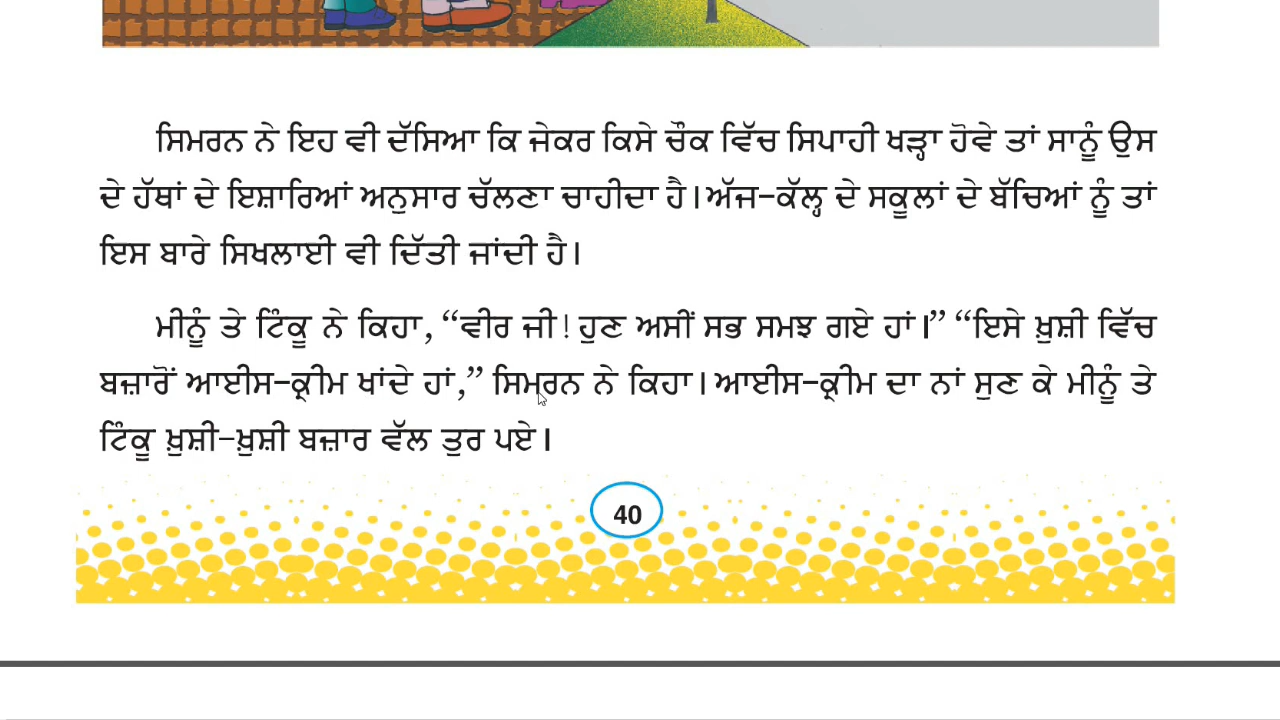 ਸਿਮਰਨ ਨੇ ਇਹ ਵੀ ਦੱਸਿਆ ਕਿ ਜੇਕਰ ਕਿਸੇ ਚੌਕ ਵਿੱਚ ਸਿਪਾਹੀ ਖੜ੍ਹਾ ਹੋਵੇ ਤਾਂ ਸਾਨੂੰ ਉਸ
ਦੇ ਹੱਥਾਂ ਦੇ ਇਸ਼ਾਰਿਆਂ ਅਨੁਸਾਰ ਚੱਲਣਾ ਚਾਹੀਦਾ ਹੈ। ਅੱਜ-ਕੱਲ੍ਹ ਦੇ ਸਕੂਲਾਂ ਦੇ ਬੱਚਿਆਂ ਨੂੰ ਤਾਂ
ਇਸ ਬਾਰੇ ਸਿਖਲਾਈ ਵੀ ਦਿੱਤੀ ਜਾਂਦੀ ਹੈ।
ਮੀਨੂੰ ਤੇ ਟਿੰਕੂ ਨੇ ਕਿਹਾ, “ਵੀਰ ਜੀ! ਹੁਣ ਅਸੀਂ ਸਭ ਸਮਝ ਗਏ ਹਾਂ।” “ਇਸੇ ਖ਼ੁਸ਼ੀ ਵਿੱਚ
ਬਜ਼ਾਰੋਂ ਆਈਸ-ਕ੍ਰੀਮ ਖਾਂਦੇ ਹਾਂ,” ਸਿਮਰਨ ਨੇ ਕਿਹਾ। ਆਈਸ-ਕ੍ਰੀਮ ਦਾ ਨਾਂ ਸੁਣ ਕੇ ਮੀਨੂੰ ਤੇ
ਟਿੰਕੂ ਖ਼ੁਸ਼ੀ-ਖ਼ੁਸ਼ੀ ਬਜ਼ਾਰ ਵੱਲ ਤੁਰ ਪਏ।
40